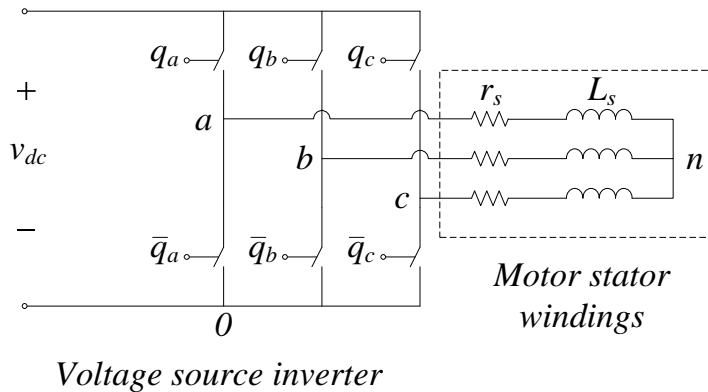 q_a
q_b
q_c
+
v_dc
−
a
b
c
r_s
L_s
n
q̅_a
q̅_b
q̅_c
0
Motor stator
windings
Voltage source inverter